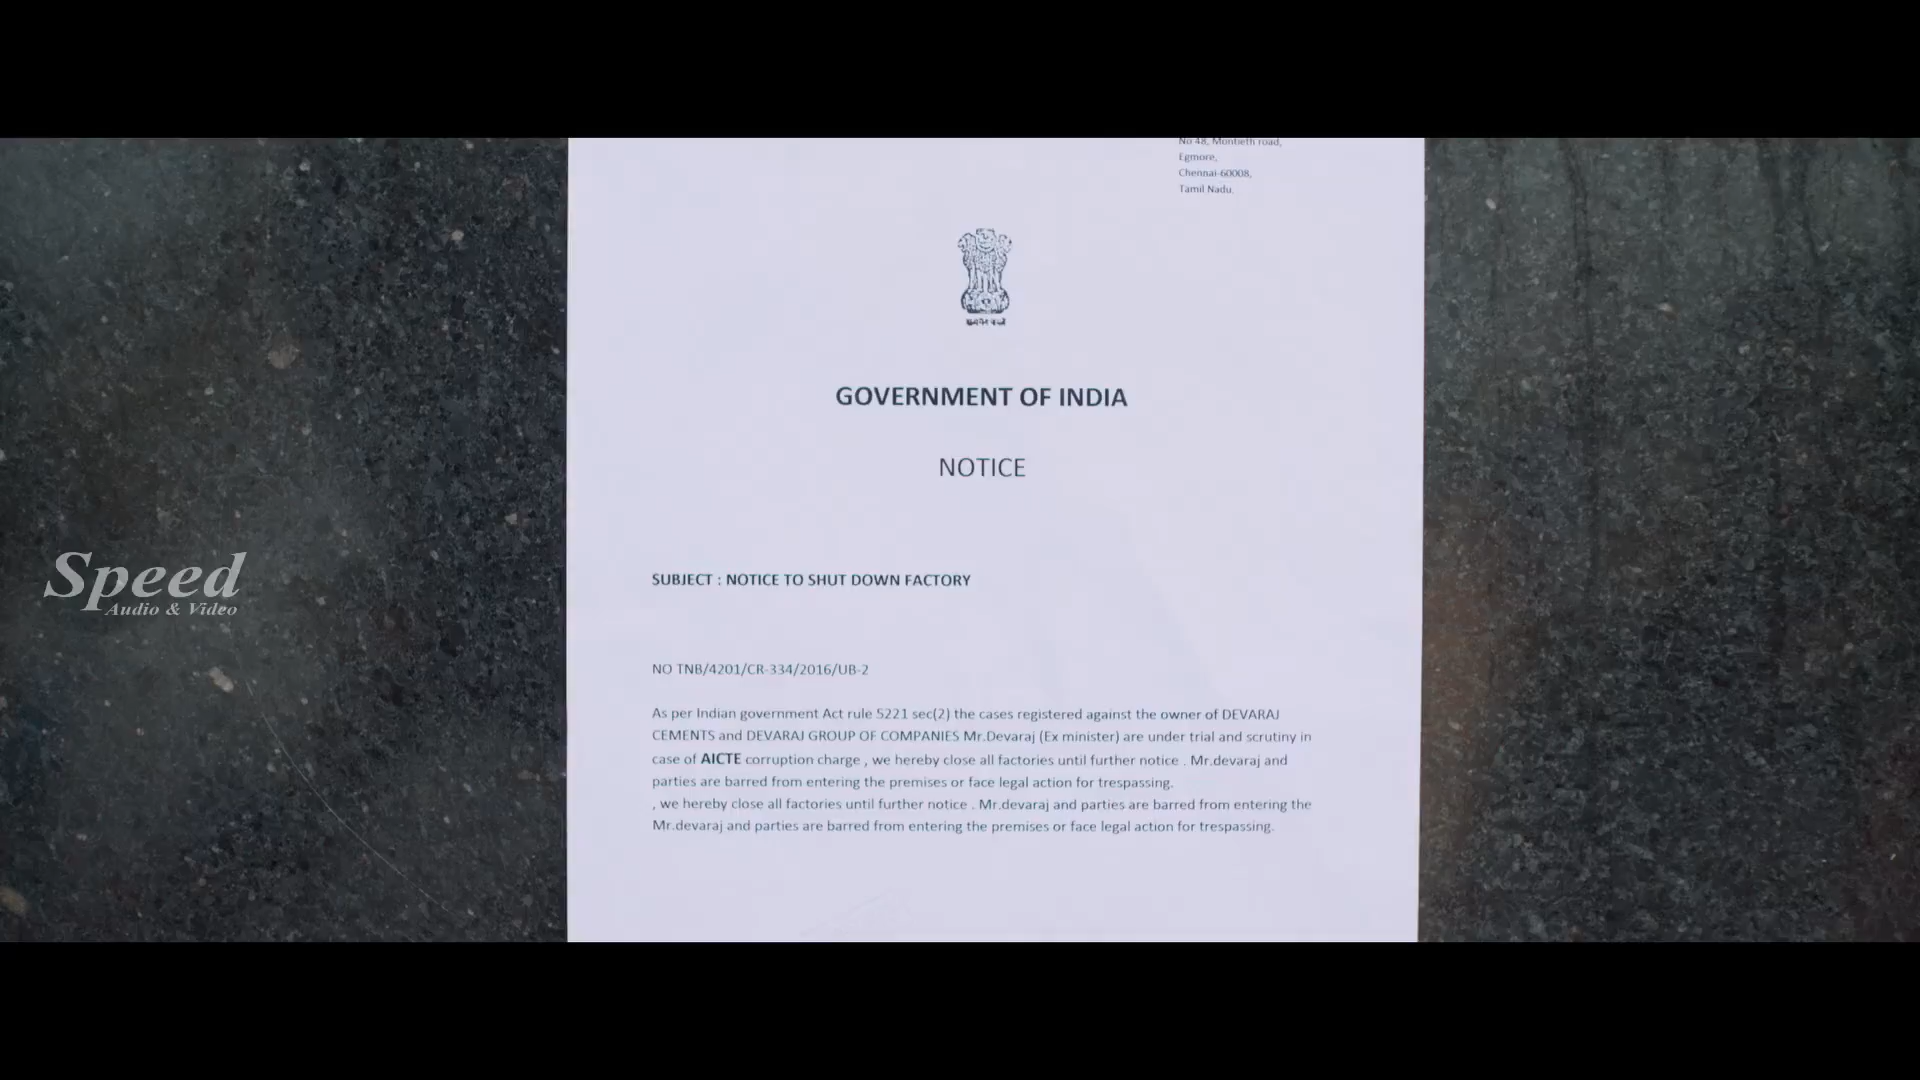 No 48, Montieth road,
Egmore,
Chennai-60008,
Tamil Nadu.
GOVERNMENT OF INDIA
NOTICE
SUBJECT : NOTICE TO SHUT DOWN FACTORY
Speed
Audio & Video
NO TNB/4201/CR-334/2016/UB-2
As per Indian government Act rule 5221 sec(2) the cases registered against the owner of DEVARAJ
CEMENTS and DEVARAJ GROUP OF COMPANIES Mr.Devaraj (Ex minister) are under trial and scrutiny in
case of AICTE corruption charge , we hereby close all factories until further notice . Mr.devaraj and
parties are barred from entering the premises or face legal action for trespassing.
, we hereby close all factories until further notice . Mr.devaraj and parties are barred from entering the
Mr.devaraj and parties are barred from entering the premises or face legal action for trespassing.